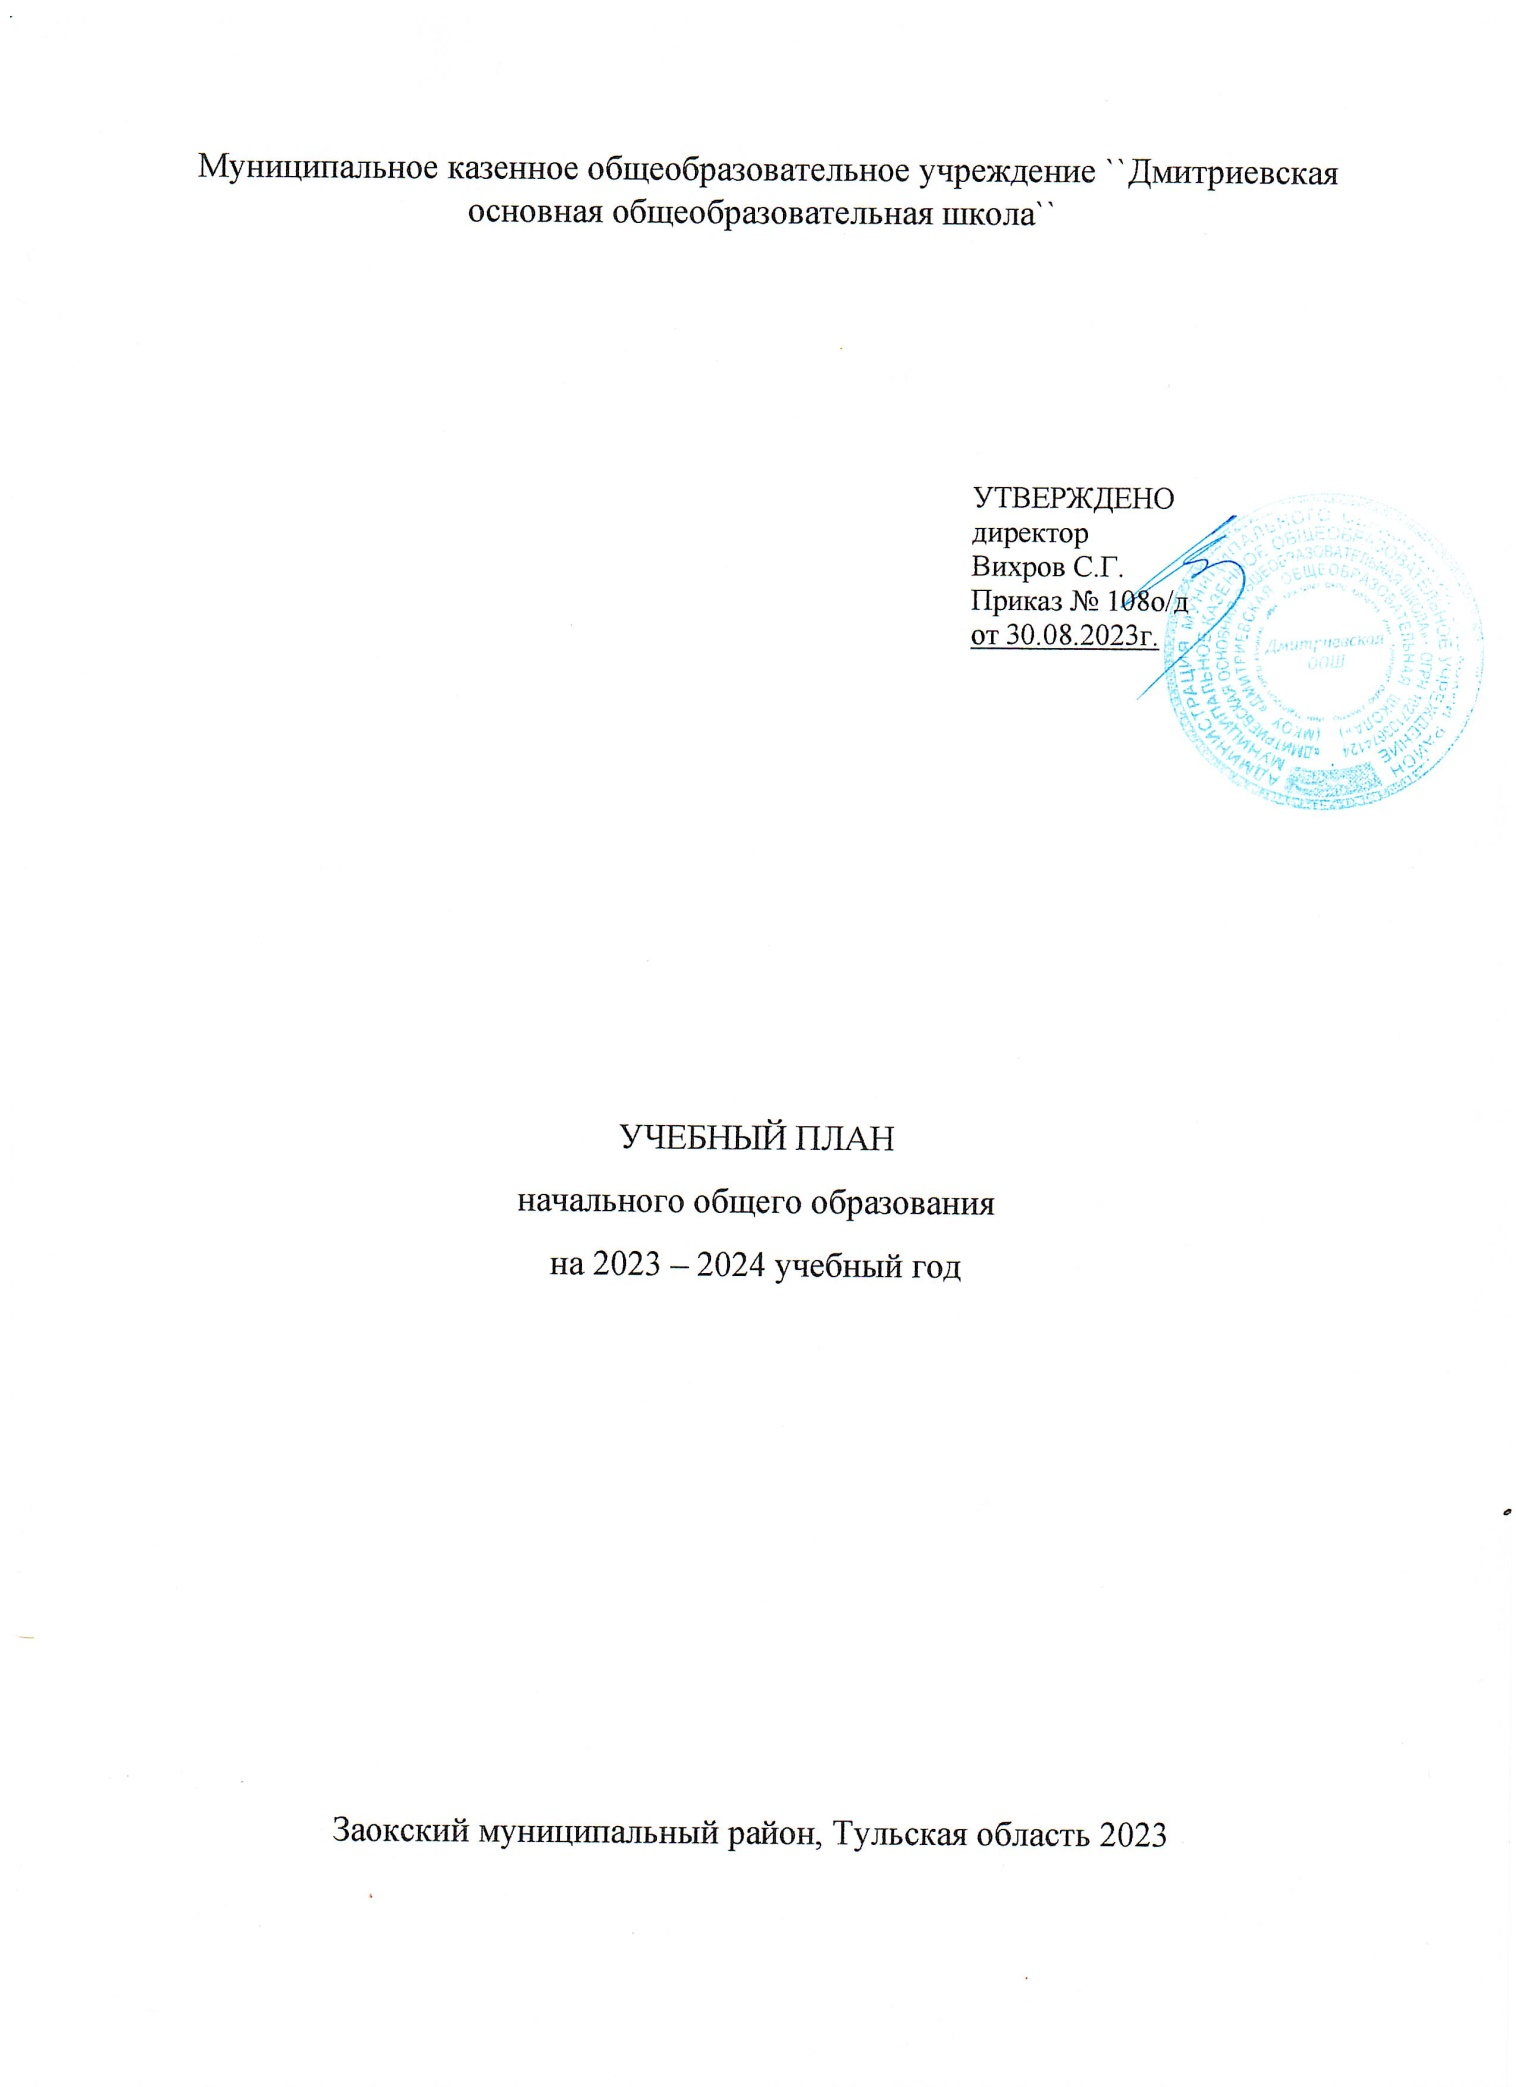 Муниципальное казенное общеобразовательное учреждение ``Дмитриевская
основная общеобразовательная школа``
УТВЕРЖДЕНО
директор
Вихров С.Г.
Приказ № 108о/д
от 30.08.2023г.
Дмитриевская
ООШ
УЧЕБНЫЙ ПЛАН
начального общего образования
на 2023 – 2024 учебный год
Заокский муниципальный район, Тульская область 2023